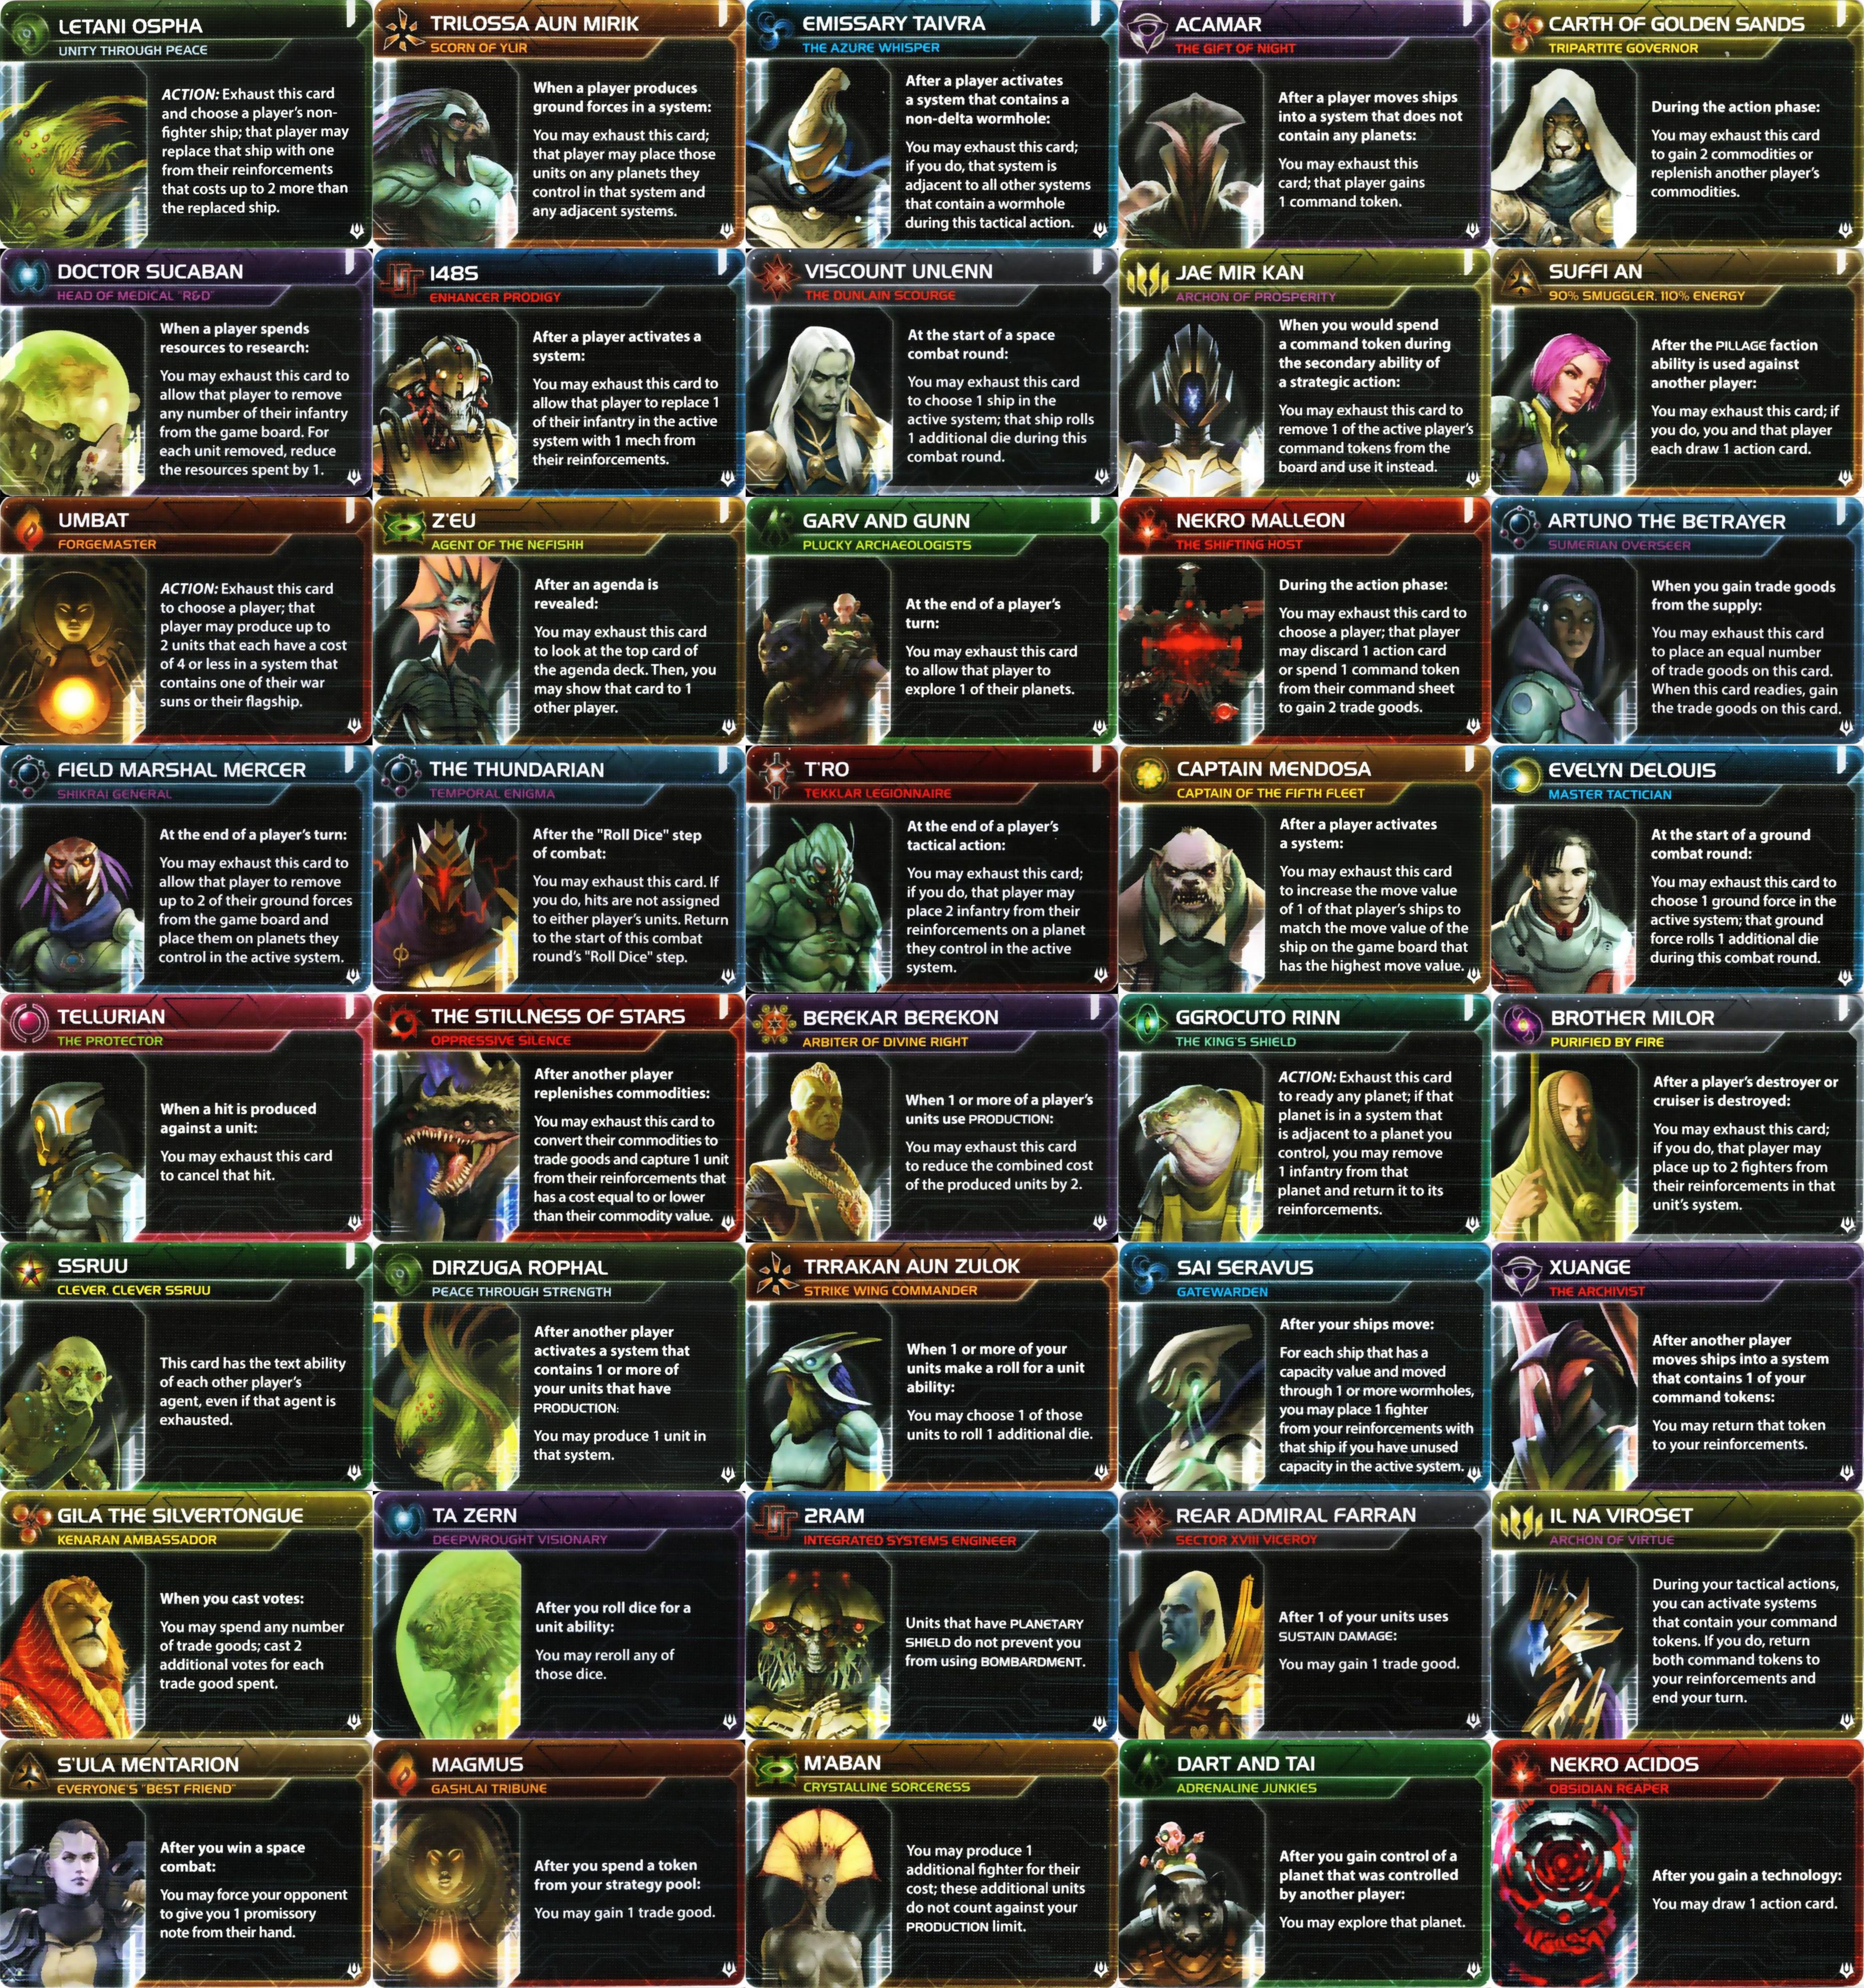 LETANI OSPHA
UNITY THROUGH PEACE
ACTION: Exhaust this card
and choose a player's non-
fighter ship; that player may
replace that ship with one
from their reinforcements
that costs up to 2 more than
the replaced ship.
TRILOSSA AUN MIRIK
SCORN OF YLIR
When a player produces
ground forces in a system:
You may exhaust this card;
that player may place those
units on any planets they
control in that system and
any adjacent systems.
EMISSARY TAIVRA
THE AZURE WHISPER
After a player activates
a system that contains a
non-delta wormhole:
You may exhaust this card;
if you do, that system is
adjacent to all other systems
that contain a wormhole
during this tactical action.
ACAMAR
THE GIFT OF NIGHT
After a player moves ships
into a system that does not
contain any planets:
You may exhaust this
card; that player gains
1 command token.
CARTH OF GOLDEN SANDS
TRIPARTITE GOVERNOR
During the action phase:
You may exhaust this card
to gain 2 commodities or
replenish another player's
commodities.
DOCTOR SUCABAN
HEAD OF MEDICAL "R&D"
When a player spends
resources to research:
You may exhaust this card to
allow that player to remove
any number of their infantry
from the game board. For
each unit removed, reduce
the resources spent by 1.
I48S
ENHANCER PRODIGY
After a player activates a
system:
You may exhaust this card to
allow that player to replace 1
of their infantry in the active
system with 1 mech from
their reinforcements.
VISCOUNT UNLENN
THE DUNLAIN SCOURGE
At the start of a space
combat round:
You may exhaust this card
to choose 1 ship in the
active system; that ship rolls
1 additional die during this
combat round.
JAE MIR KAN
ARCHON OF PROSPERITY
When you would spend
a command token during
the secondary ability of
a strategic action:
You may exhaust this card to
remove 1 of the active player's
command tokens from the
board and use it instead.
SUFFI AN
90% SMUGGLER. 110% ENERGY
After the PILLAGE faction
ability is used against
another player:
You may exhaust this card; if
you do, you and that player
each draw 1 action card.
UMBAT
FORGEMASTER
ACTION: Exhaust this card
to choose a player; that
player may produce up to
2 units that each have a cost
of 4 or less in a system that
contains one of their war
suns or their flagship.
Z'EU
AGENT OF THE NEFISHH
After an agenda is
revealed:
You may exhaust this card
to look at the top card of
the agenda deck. Then, you
may show that card to 1
other player.
GARV AND GUNN
PLUCKY ARCHAEOLOGISTS
At the end of a player's
turn:
You may exhaust this card
to allow that player to
explore 1 of their planets.
NEKRO MALLEON
THE SHIFTING HOST
During the action phase:
You may exhaust this card to
choose a player; that player
may discard 1 action card
or spend 1 command token
from their command sheet
to gain 2 trade goods.
ARTUNO THE BETRAYER
SUMERIAN OVERSEER
When you gain trade goods
from the supply:
You may exhaust this card
to place an equal number
of trade goods on this card.
When this card readies, gain
the trade goods on this card.
FIELD MARSHAL MERCER
SHIKRAI GENERAL
At the end of a player's turn:
You may exhaust this card to
allow that player to remove
up to 2 of their ground forces
from the game board and
place them on planets they
control in the active system.
THE THUNDARIAN
TEMPORAL ENIGMA
After the "Roll Dice" step
of combat:
You may exhaust this card. If
you do, hits are not assigned
to either player's units. Return
to the start of this combat
round's "Roll Dice" step.
T'RO
TEKKLAR LEGIONNAIRE
At the end of a player's
tactical action:
You may exhaust this card;
if you do, that player may
place 2 infantry from their
reinforcements on a planet
they control in the active
system.
CAPTAIN MENDOSA
CAPTAIN OF THE FIFTH FLEET
After a player activates
a system:
You may exhaust this card
to increase the move value
of 1 of that player's ships to
match the move value of the
ship on the game board that
has the highest move value.
EVELYN DELOUIS
MASTER TACTICIAN
At the start of a ground
combat round:
You may exhaust this card to
choose 1 ground force in the
active system; that ground
force rolls 1 additional die
during this combat round.
TELLURIAN
THE PROTECTOR
When a hit is produced
against a unit:
You may exhaust this card
to cancel that hit.
THE STILLNESS OF STARS
OPPRESSIVE SILENCE
After another player
replenishes commodities:
You may exhaust this card to
convert their commodities to
trade goods and capture 1 unit
from their reinforcements that
has a cost equal to or lower
than their commodity value.
BEREKAR BEREKON
ARBITER OF DIVINE RIGHT
When 1 or more of a player's
units use PRODUCTION:
You may exhaust this card
to reduce the combined cost
of the produced units by 2.
GGROCUTO RINN
THE KING'S SHIELD
ACTION: Exhaust this card
to ready any planet; if that
planet is in a system that
is adjacent to a planet you
control, you may remove
1 infantry from that
planet and return it to its
reinforcements.
BROTHER MILOR
PURIFIED BY FIRE
After a player's destroyer or
cruiser is destroyed:
You may exhaust this card;
if you do, that player may
place up to 2 fighters from
their reinforcements in that
unit's system.
SSRUU
CLEVER, CLEVER SSRUU
This card has the text ability
of each other player's
agent, even if that agent is
exhausted.
DIRZUGA ROPHAL
PEACE THROUGH STRENGTH
After another player
activates a system that
contains 1 or more of
your units that have
PRODUCTION:
You may produce 1 unit in
that system.
TRRAKAN AUN ZULOK
STRIKE WING COMMANDER
When 1 or more of your
units make a roll for a unit
ability:
You may choose 1 of those
units to roll 1 additional die.
SAI SERAVUS
GATEWARDEN
After your ships move:
For each ship that has a
capacity value and moved
through 1 or more wormholes,
you may place 1 fighter
from your reinforcements with
that ship if you have unused
capacity in the active system.
XUANGE
THE ARCHIVIST
After another player
moves ships into a system
that contains 1 of your
command tokens:
You may return that token
to your reinforcements.
GILA THE SILVERTONGUE
KENARAN AMBASSADOR
When you cast votes:
You may spend any number
of trade goods; cast 2
additional votes for each
trade good spent.
TA ZERN
DEEPWROUGHT VISIONARY
After you roll dice for a
unit ability:
You may reroll any of
those dice.
2RAM
INTEGRATED SYSTEMS ENGINEER
Units that have PLANETARY
SHIELD do not prevent you
from using BOMBARDMENT.
REAR ADMIRAL FARRAN
SECTOR XVIII VICEROY
After 1 of your units uses
SUSTAIN DAMAGE:
You may gain 1 trade good.
IL NA VIROSET
ARCHON OF VIRTUE
During your tactical actions,
you can activate systems
that contain your command
tokens. If you do, return
both command tokens to
your reinforcements and
end your turn.
S'ULA MENTARION
EVERYONE'S "BEST FRIEND"
After you win a space
combat:
You may force your opponent
to give you 1 promissory
note from their hand.
MAGMUS
GASHLAI TRIBUNE
After you spend a token
from your strategy pool:
You may gain 1 trade good.
M'ABAN
CRYSTALLINE SORCERESS
You may produce 1
additional fighter for their
cost; these additional units
do not count against your
PRODUCTION limit.
DART AND TAI
ADRENALINE JUNKIES
After you gain control of a
planet that was controlled
by another player:
You may explore that planet.
NEKRO ACIDOS
OBSIDIAN REAPER
After you gain a technology:
You may draw 1 action card.